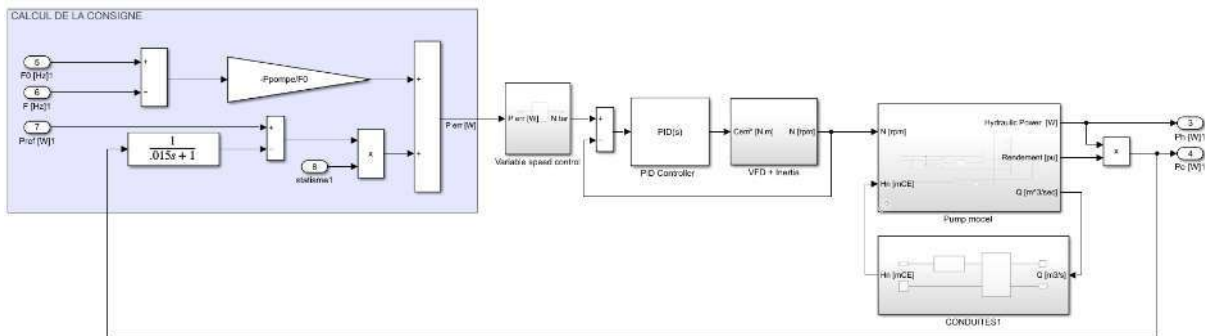 CALCUL DE LA CONSIGNE
5
F0 [Hz]1
6
F [Hz]1
-Ppompe/F0
7
Pref [W]1
1
.015s + 1
x
8
statisme1
P err [W]
P err [W]
N.tar
Variable speed control
PID(s)
PID Controller
Cem* [N.m]
N [rpm]
VFD + Inertia
N [rpm]
Hn [mCE]
Hydraulic Power [W]
Rendement [pu]
Q [m^3/sec]
Pump model
Hn [mCE]
Q [m3/s]
CONDUITES1
x
3
Ph [W]1
4
Pe [W]1